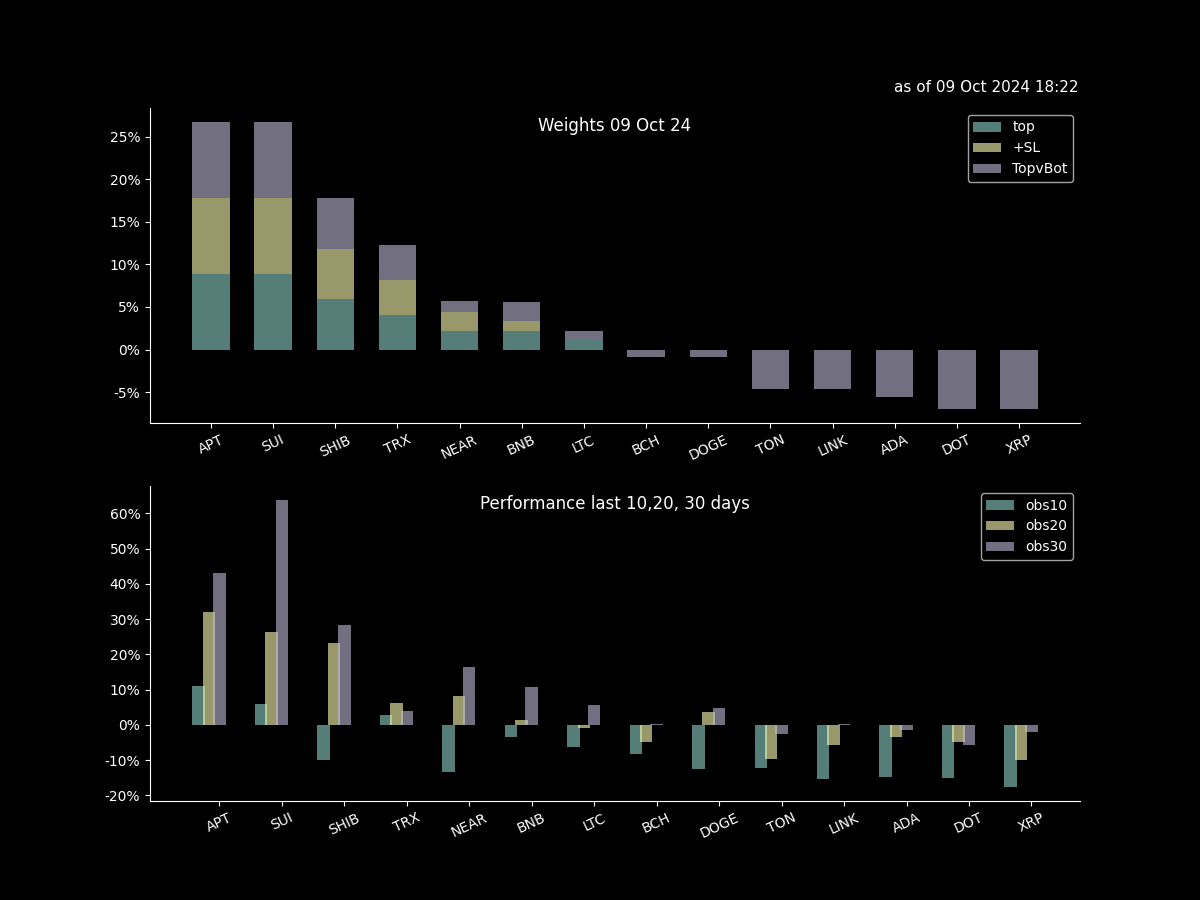 as of 09 Oct 2024 18:22
Weights 09 Oct 24
top
+SL
TopvBot
25%
20%
15%
10%
5%
0%
-5%
APT SUI SHIB TRX NEAR BNB LTC BCH DOGE TON LINK ADA DOT XRP
Performance last 10,20, 30 days
obs10
obs20
obs30
60%
50%
40%
30%
20%
10%
0%
-10%
-20%
APT SUI SHIB TRX NEAR BNB LTC BCH DOGE TON LINK ADA DOT XRP